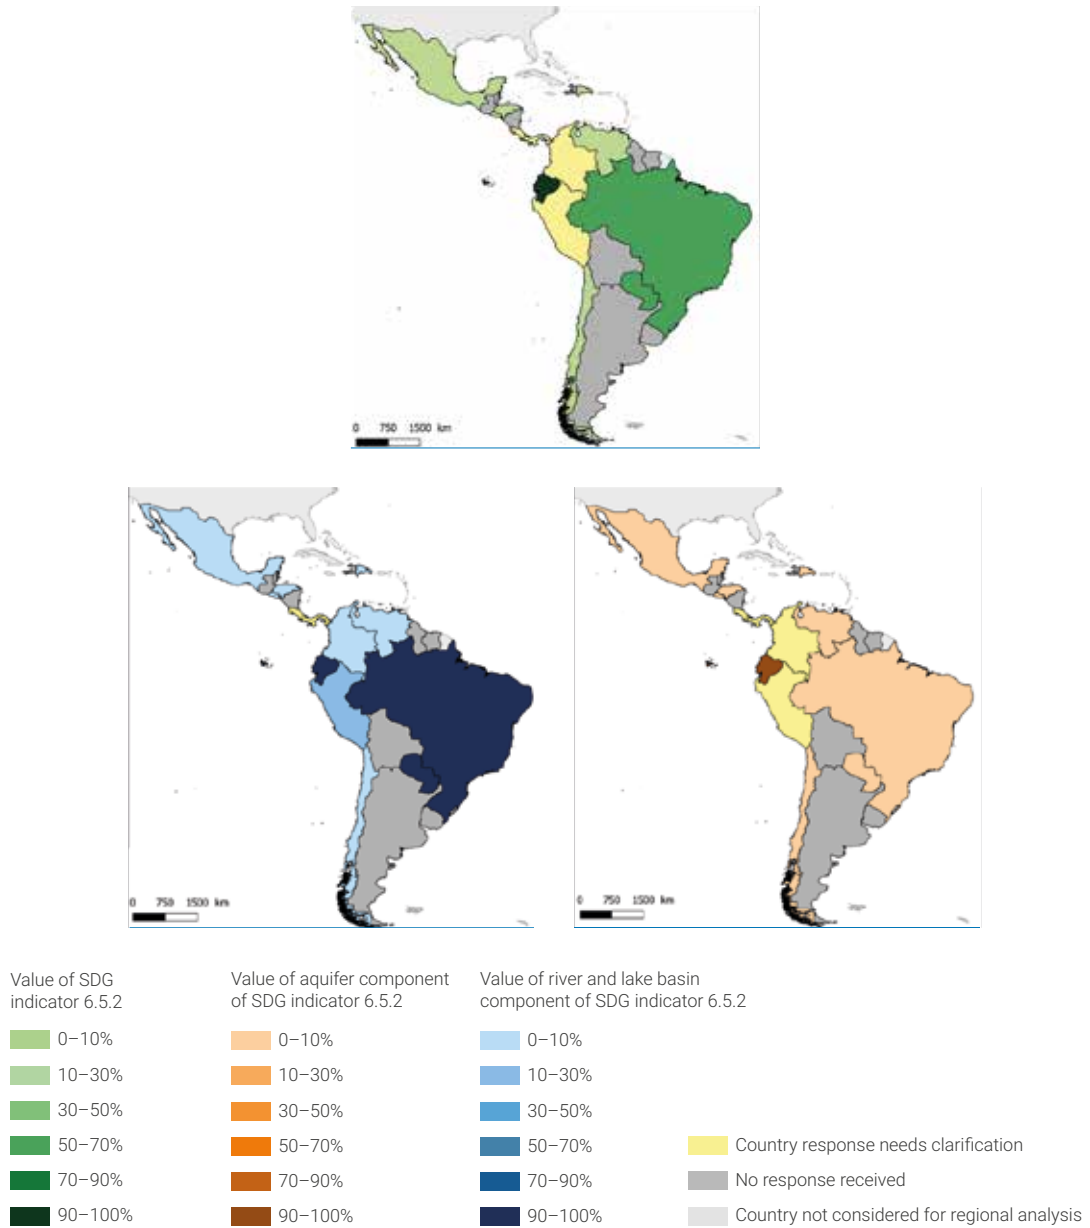 0 750 1500 km
0 750 1500 km
0 750 1500 km
Value of SDG
indicator 6.5.2
0–10%
10–30%
30–50%
50–70%
70–90%
90–100%
Value of aquifer component
of SDG indicator 6.5.2
0–10%
10–30%
30–50%
50–70%
70–90%
90–100%
Value of river and lake basin
component of SDG indicator 6.5.2
0–10%
10–30%
30–50%
50–70%
70–90%
90–100%
Country response needs clarification
No response received
Country not considered for regional analysis